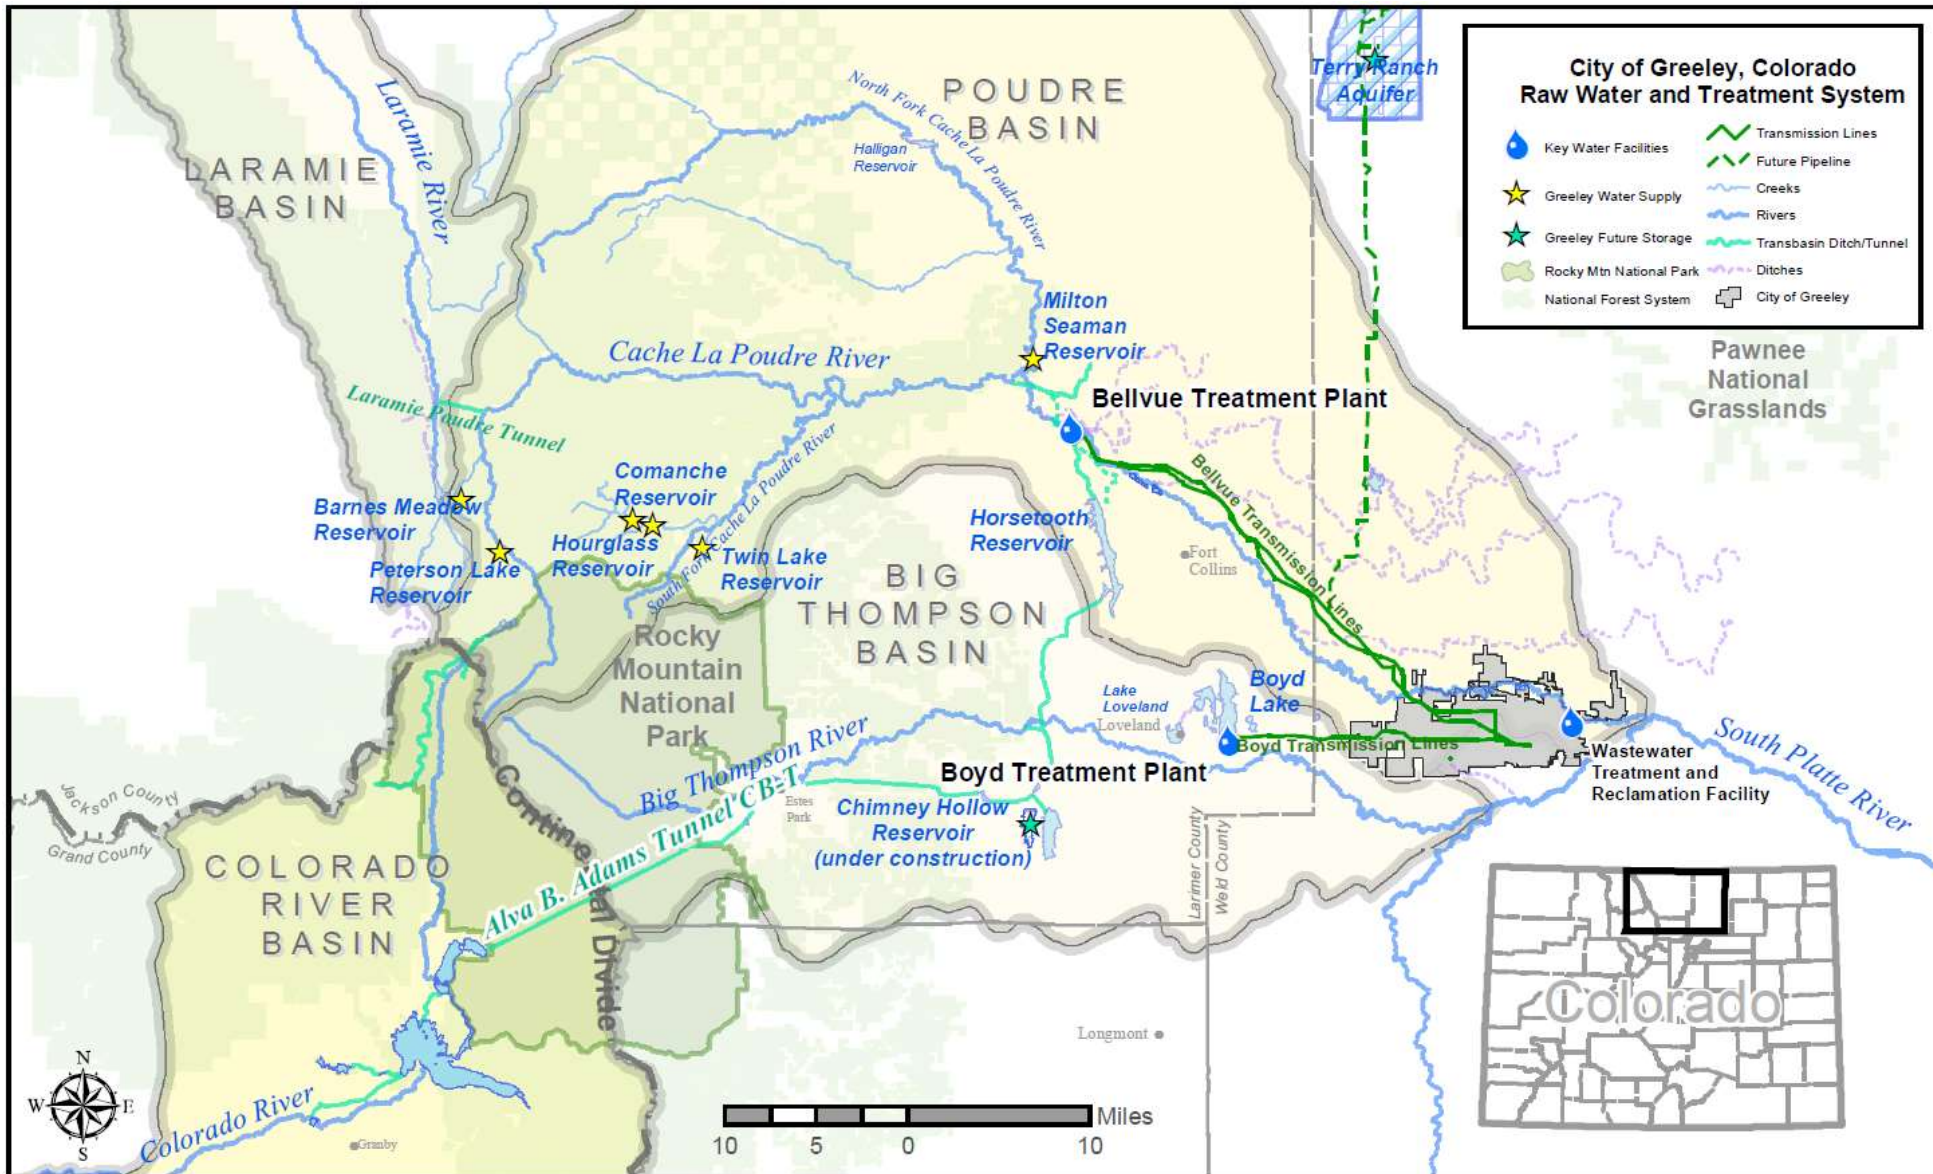 City of Greeley, Colorado
Raw Water and Treatment System
Key Water Facilities
Greeley Water Supply
Greeley Future Storage
Rocky Mtn National Park
National Forest System
Transmission Lines
Future Pipeline
Creeks
Rivers
Transbasin Ditch/Tunnel
Ditches
City of Greeley
Terry Ranch
Aquifer
POUDRE
BASIN
North Fork Cache La Poudre River
Halligan
Reservoir
Laramie River
LARAMIE
BASIN
Milton
Seaman
Reservoir
Cache La Poudre River
Pawnee
National
Grasslands
Laramie Poudre Tunnel
Bellvue Treatment Plant
Bellvue Transmission Lines
Comanche
Reservoir
Barnes Meadow
Reservoir
Hourglass
Reservoir
Peterson Lake
Reservoir
South Fork Cache La Poudre River
Twin Lake
Reservoir
Horsetooth
Reservoir
Fort
Collins
BIG
THOMPSON
BASIN
Rocky
Mountain
National
Park
Lake
Loveland
Loveland
Boyd
Lake
Boyd Transmission Lines
Big Thompson River
Boyd Treatment Plant
Wastewater
Treatment and
Reclamation Facility
South Platte River
Jackson County
Grand County
Continental Divide
Alva B. Adams Tunnel CB-T
Estes
Park
Chimney Hollow
Reservoir
(under construction)
Larimer County
Weld County
COLORADO
RIVER
BASIN
Longmont
Colorado
N
W E
S
Colorado River
Granby
Miles
10 5 0 10